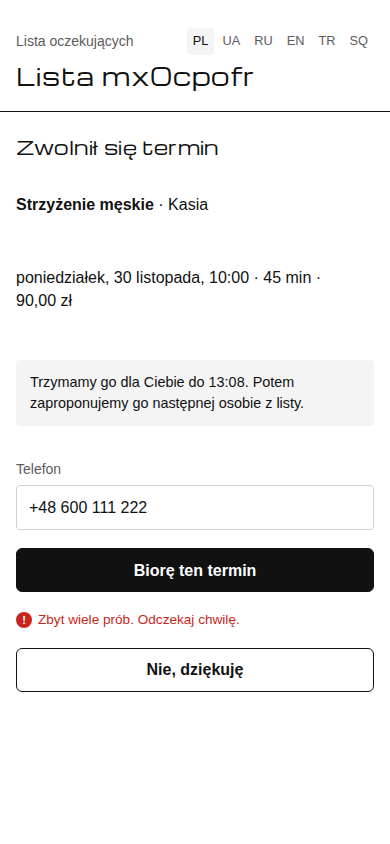 Lista oczekujących
PL UA RU EN TR SQ
Lista mxOcpofr
Zwolnił się termin
Strzyżenie męskie · Kasia
poniedziałek, 30 listopada, 10:00 · 45 min ·
90,00 zł
Trzymamy go dla Ciebie do 13:08. Potem
zaproponujemy go następnej osobie z listy.
Telefon
+48 600 111 222
Biorę ten termin
Zbyt wiele prób. Odczekaj chwilę.
Nie, dziękuję